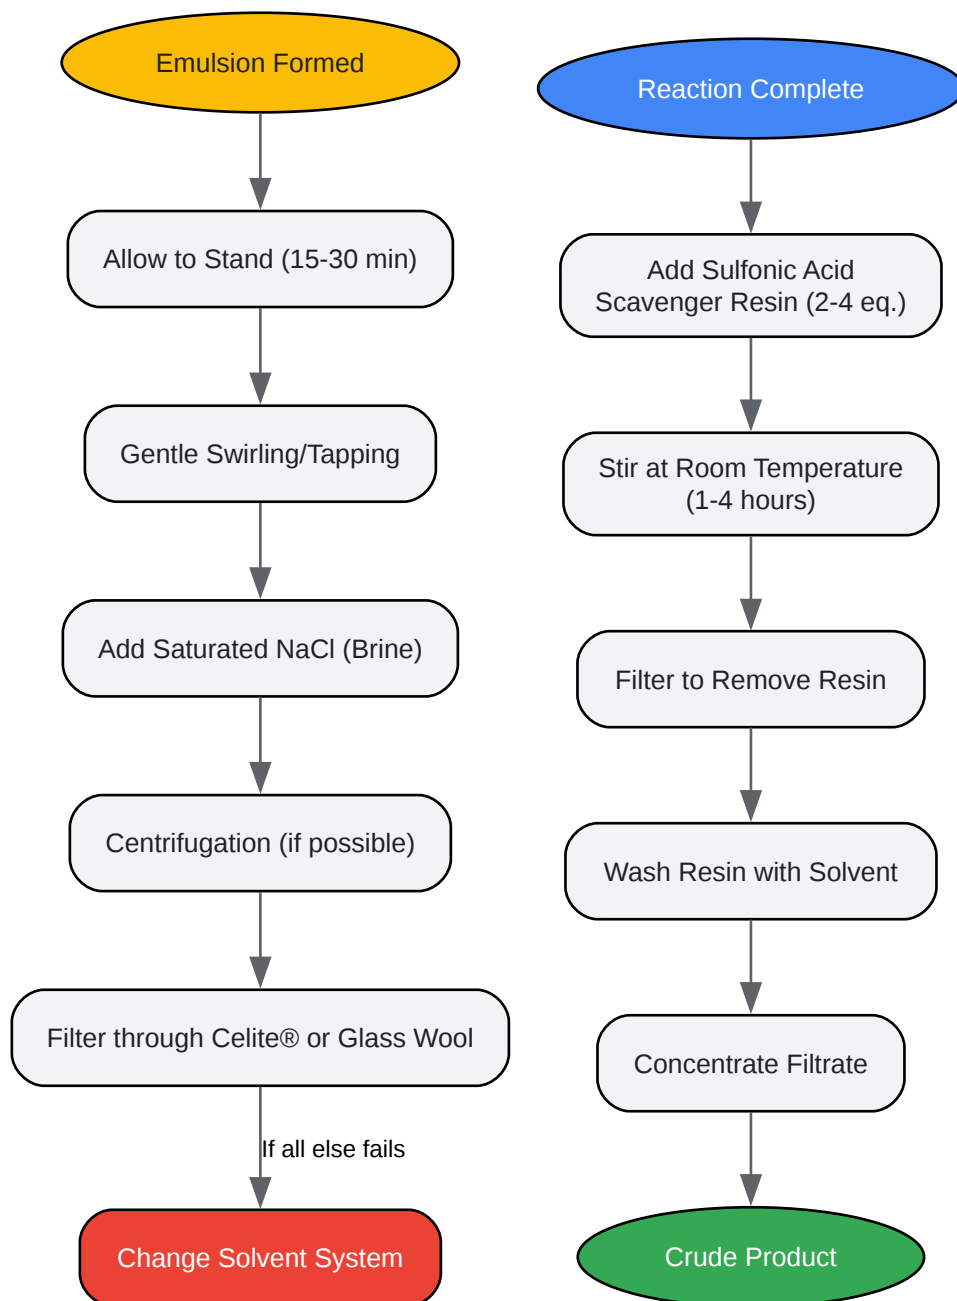 Emulsion Formed
Allow to Stand (15-30 min)
Gentle Swirling/Tapping
Add Saturated NaCl (Brine)
Centrifugation (if possible)
Filter through Celite® or Glass Wool
If all else fails
Change Solvent System
Reaction Complete
Add Sulfonic Acid
Scavenger Resin (2-4 eq.)
Stir at Room Temperature
(1-4 hours)
Filter to Remove Resin
Wash Resin with Solvent
Concentrate Filtrate
Crude Product